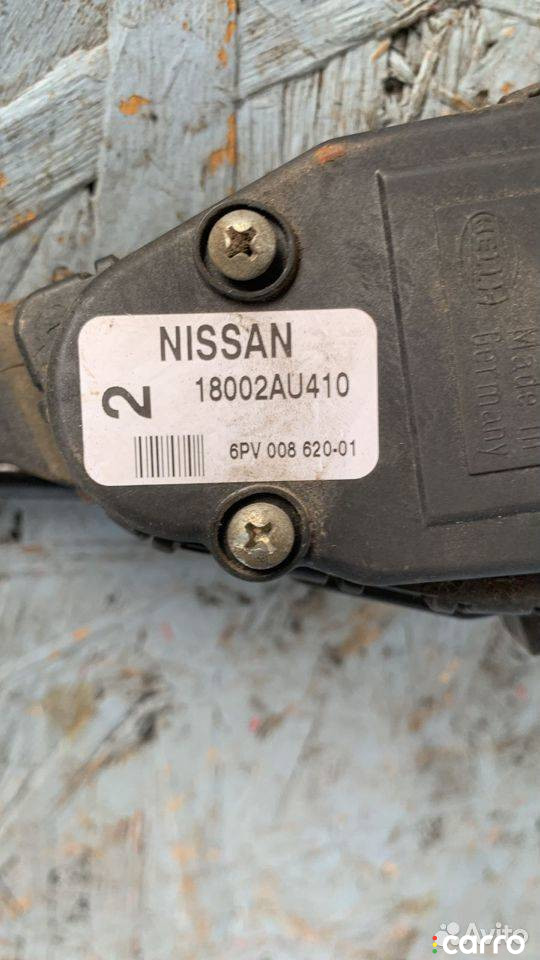 NISSAN
18002AU410
2
6PV 008 620-01
HELLA
Made in
Germany
Avito
carro